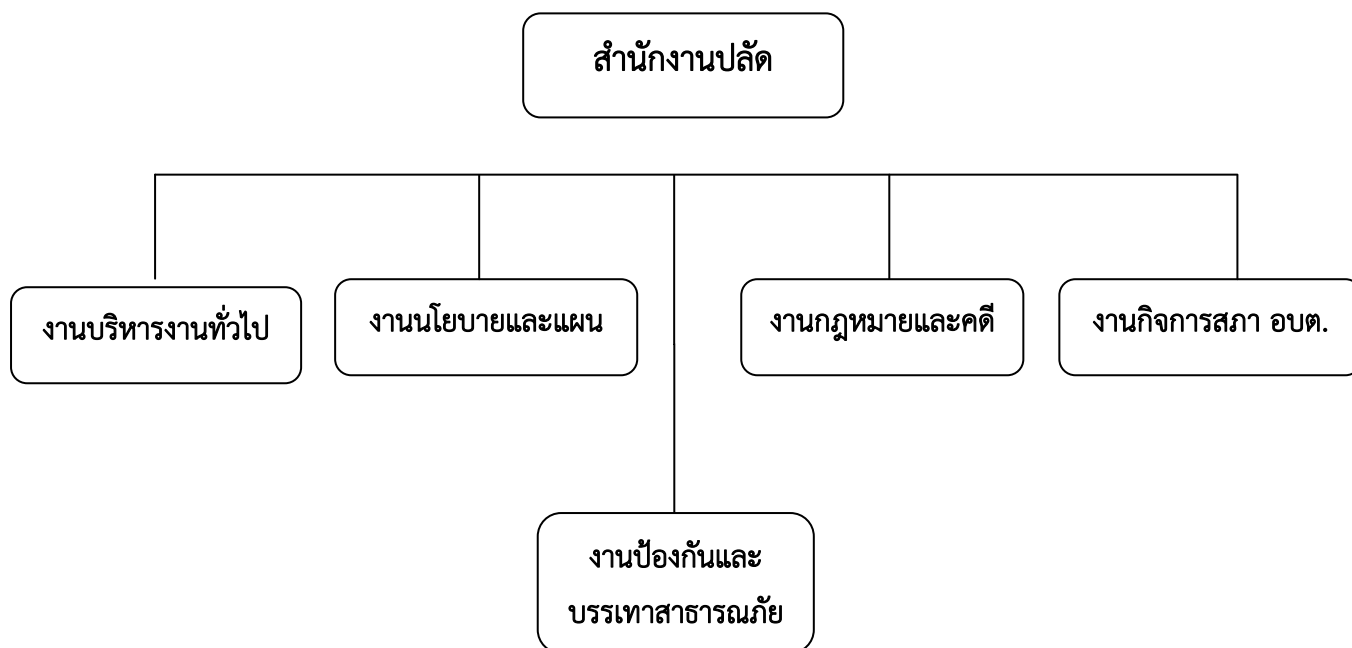 สำนักงานปลัด
งานบริหารงานทั่วไป
งานนโยบายและแผน
งานกฎหมายและคดี
งานกิจการสภา อบต.
งานป้องกันและ
บรรเทาสาธารณภัย